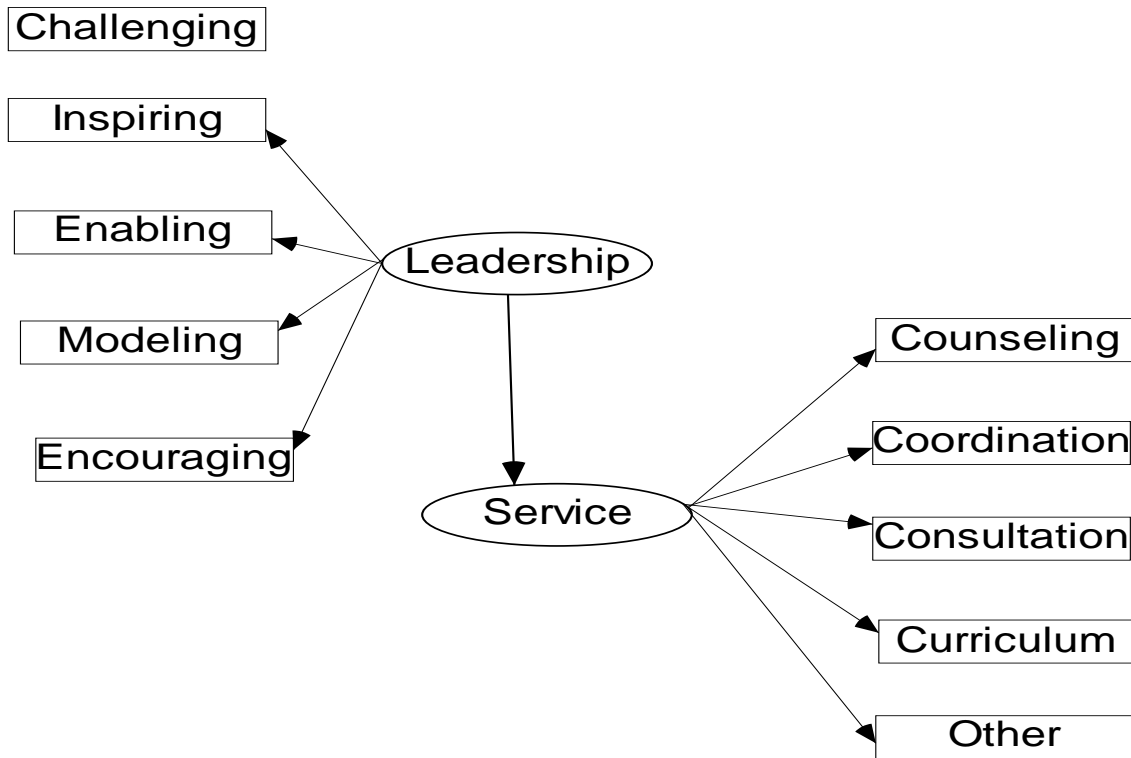 Challenging
Inspiring
Enabling
Modeling
Encouraging
Leadership
Service
Counseling
Coordination
Consultation
Curriculum
Other